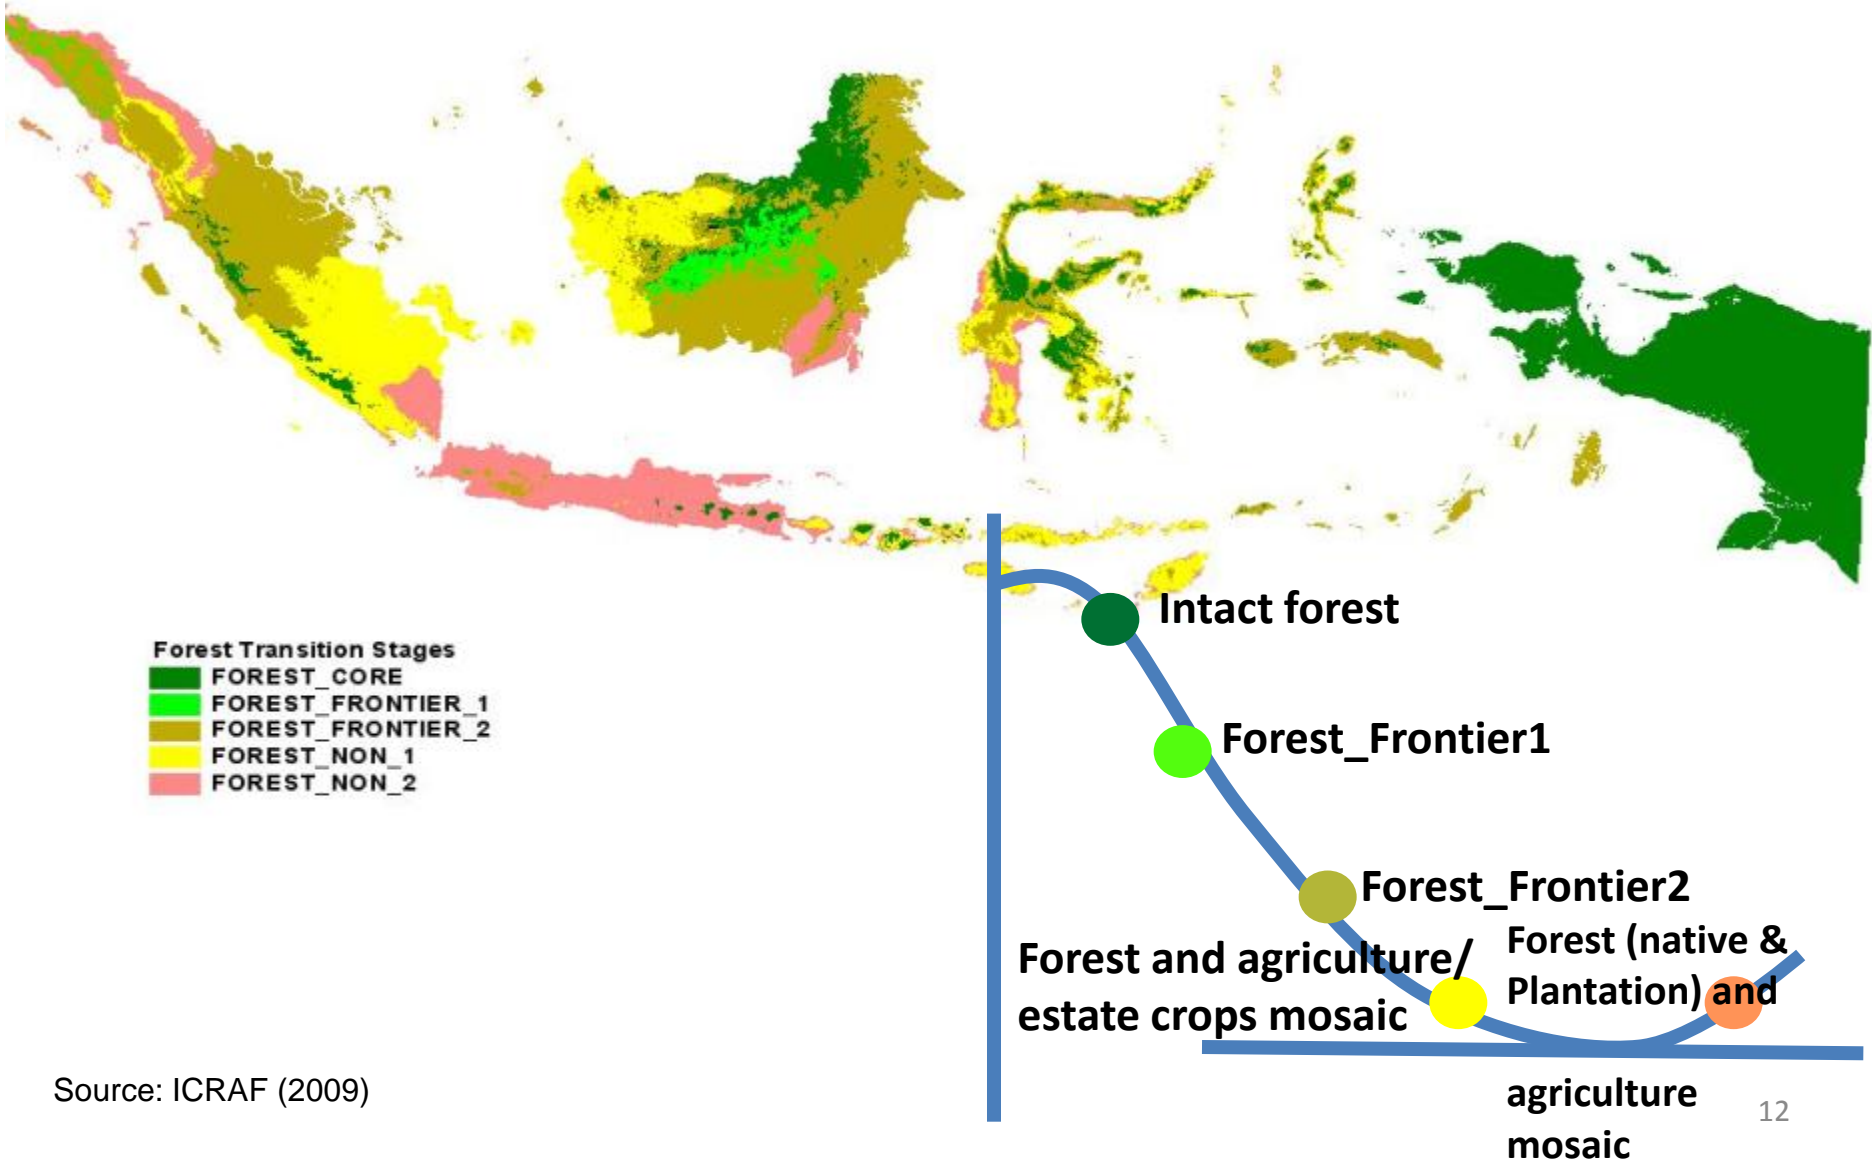 Forest Transition Stages
FOREST_CORE
FOREST_FRONTIER_1
FOREST_FRONTIER_2
FOREST_NON_1
FOREST_NON_2
Intact forest
Forest_Frontier1
Forest_Frontier2
Forest and agriculture/
estate crops mosaic
Forest (native &
Plantation) and
agriculture
mosaic
Source: ICRAF (2009)
12